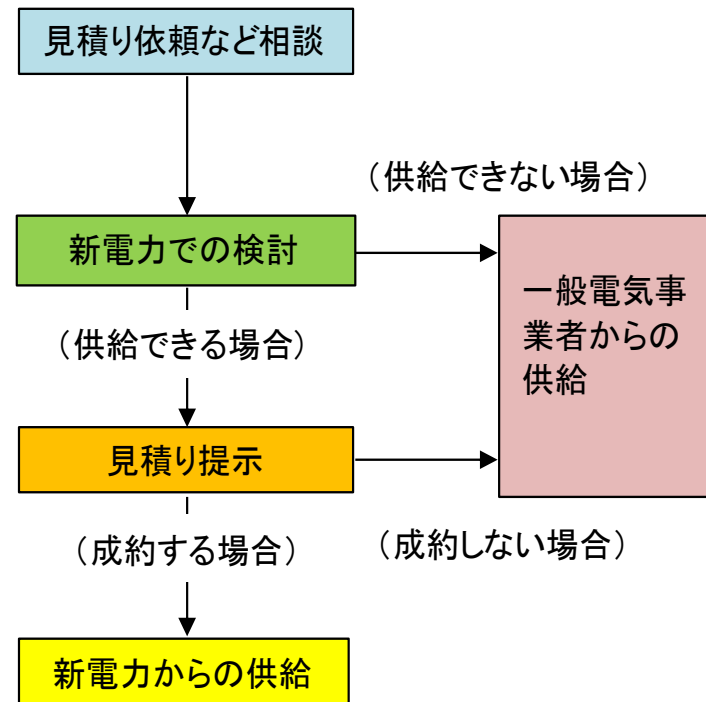 見積り依頼など相談
（供給できない場合）
新電力での検討
一般電気事
業者からの
供給
（供給できる場合）
見積り提示
（成約する場合）
（成約しない場合）
新電力からの供給